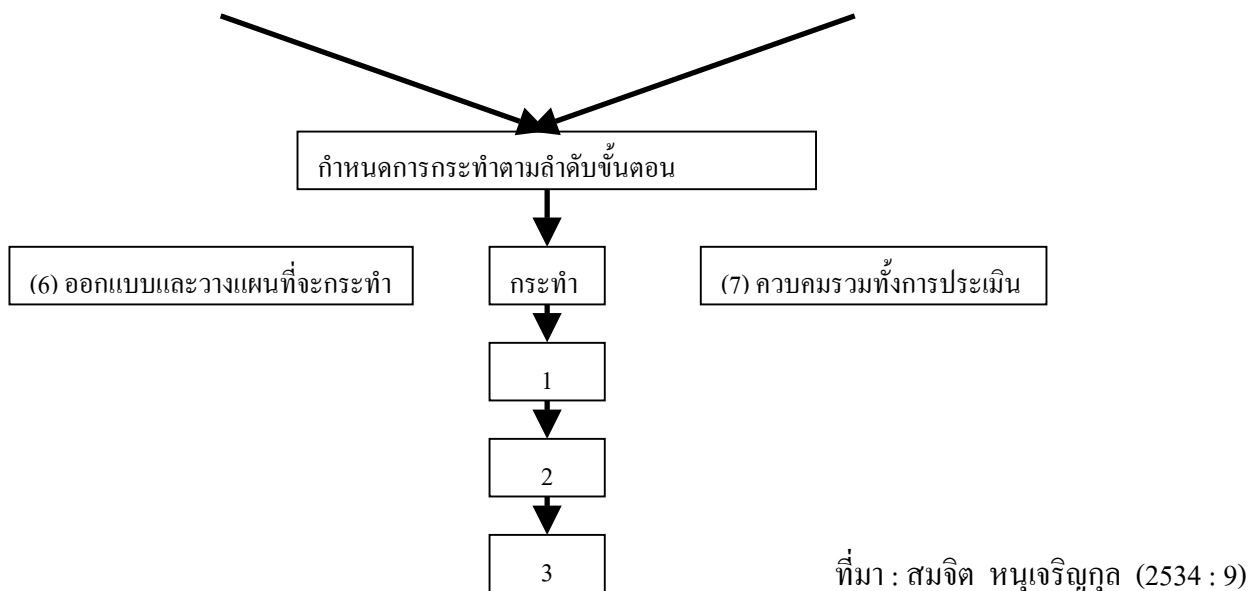 กำหนดการกระทำตามลำดับขั้นตอน
(6) ออกแบบและวางแผนที่จะกระทำ
กระทำ
(7) ควบคมรวมทั้งการประเมิน
1
2
3
ที่มา : สมจิต หนุเจริญกุล (2534 : 9)